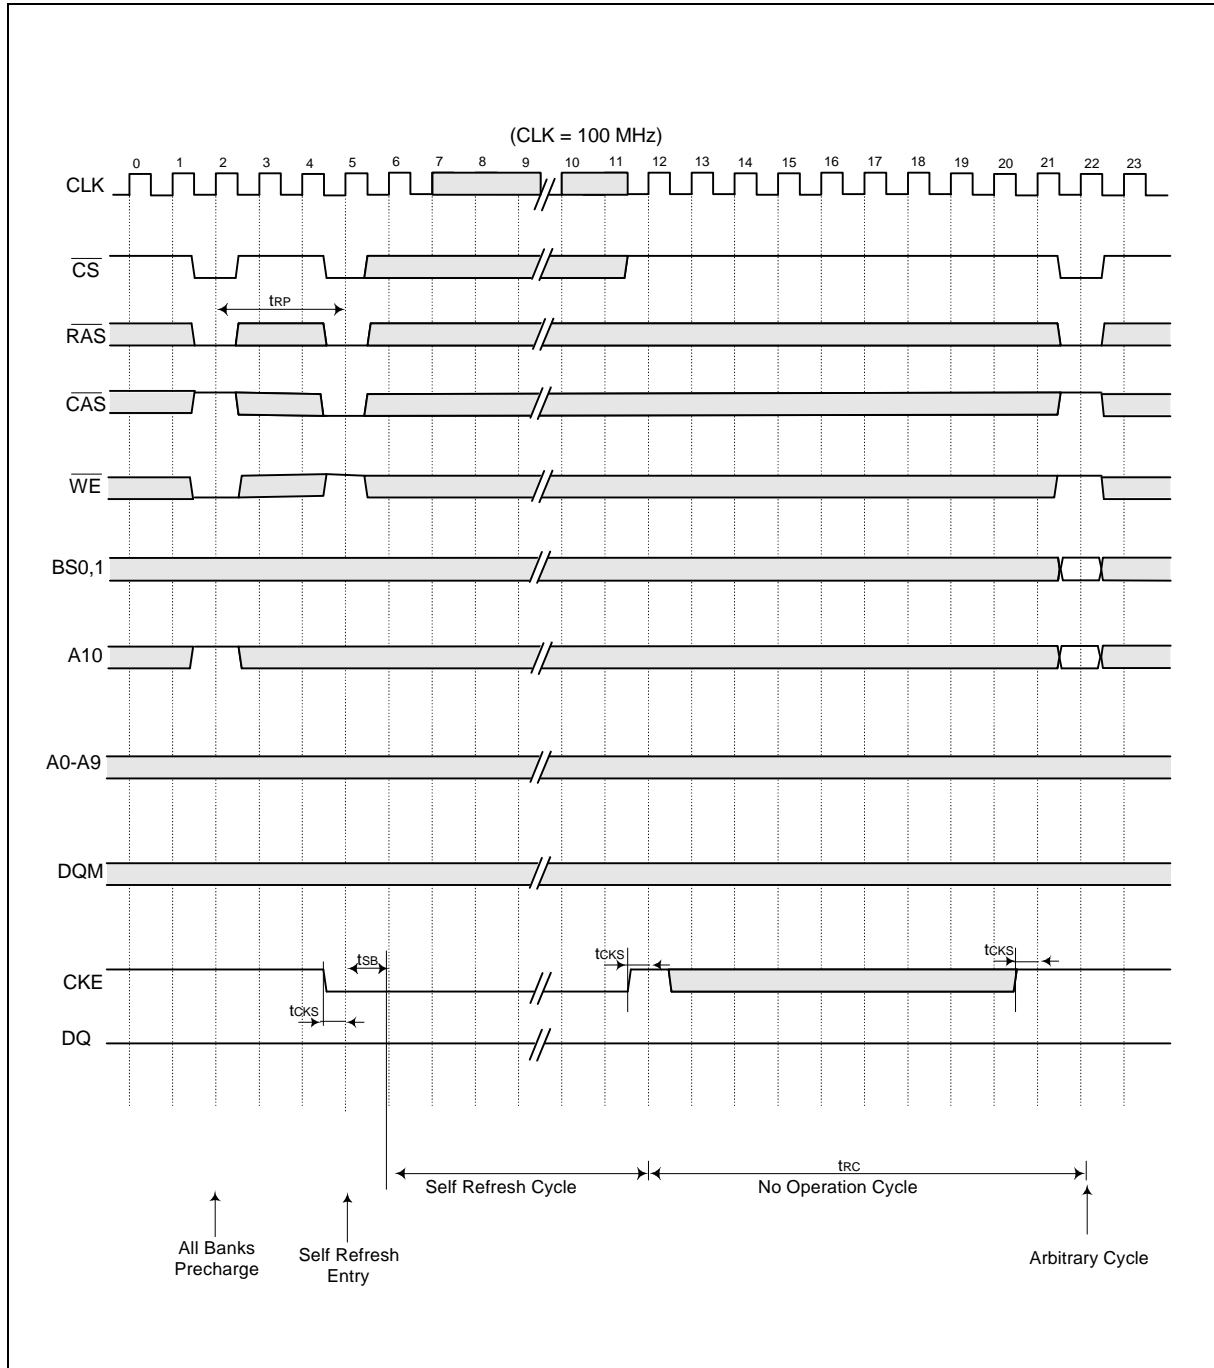 (CLK = 100 MHz)
0 1 2 3 4 5 6 7 8 9 10 11 12 13 14 15 16 17 18 19 20 21 22 23
CLK
CS
tRP
RAS
CAS
WE
BS0,1
A10
A0-A9
DQM
tCKS
tCKS
tSB
CKE
tCKS
DQ
tRC
Self Refresh Cycle
No Operation Cycle
All Banks
Precharge
Self Refresh
Entry
Arbitrary Cycle